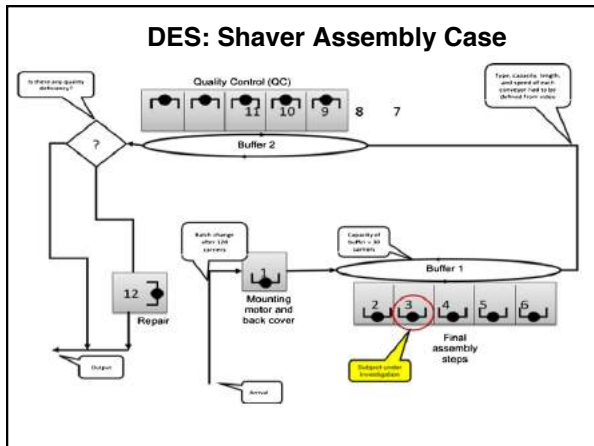 DES: Shaver Assembly Case
Is there any quality
deficiency?
Quality Control (QC)
Type, Capacity, length,
and speed of each
conveyor had to be
defined from video
11 10 9 8 7
?
Buffer 2
Batch change
after 120
carriers
Capacity of
buffer = 30
carriers
1
Buffer 1
12
Mounting
motor and
back cover
2 3 4 5 6
Repair
Final
assembly
steps
Output
Subject under
investigation
Arrival